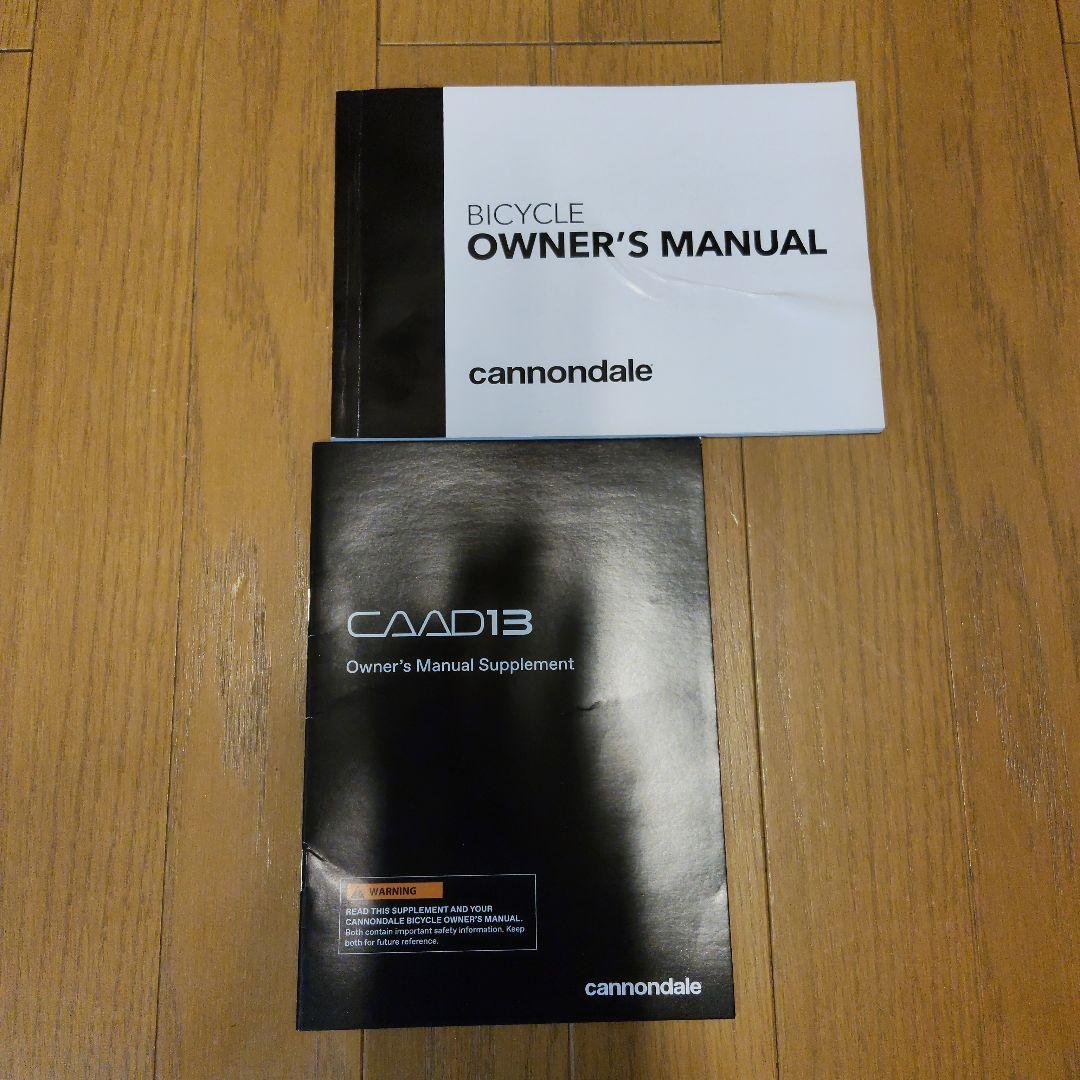 BICYCLE
OWNER'S MANUAL
cannondale
CAAD13
Owner's Manual Supplement
WARNING
READ THIS SUPPLEMENT AND YOUR
CANNONDALE BICYCLE OWNER'S MANUAL.
Both contain important safety information. Keep
both for future reference.
cannondale